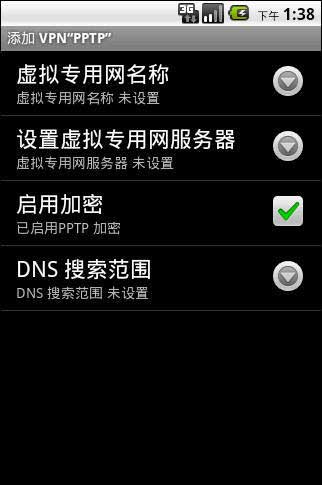 3G 下午 1:38
添加 VPN“PPTP”
虚拟专用网名称
虚拟专用网名称 未设置
设置虚拟专用网服务器
虚拟专用网服务器 未设置
启用加密
已启用PPTP 加密
DNS 搜索范围
DNS 搜索范围 未设置